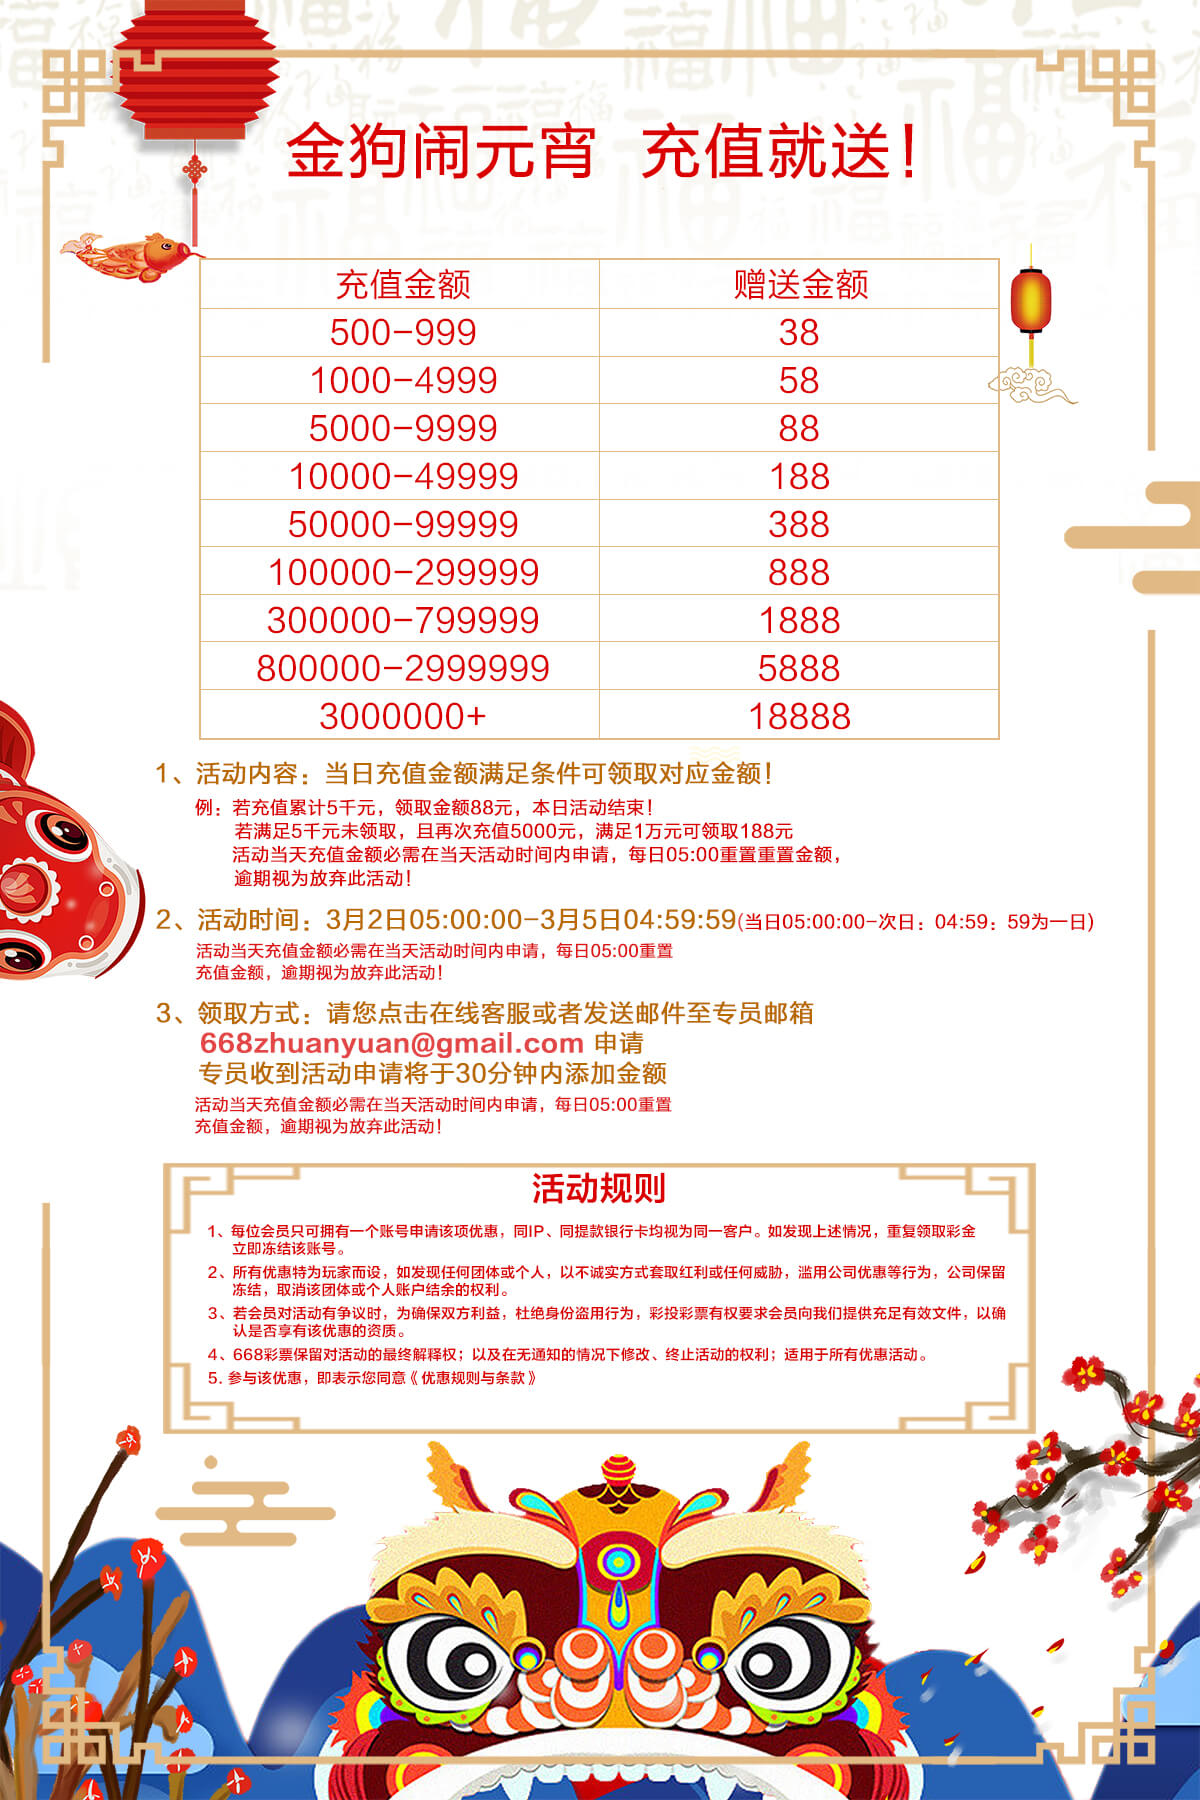 金狗闹元宵 充值就送！
充值金额 赠送金额
500-999 38
1000-4999 58
5000-9999 88
10000-49999 188
50000-99999 388
100000-299999 888
300000-799999 1888
800000-2999999 5888
3000000+ 18888
1、活动内容：当日充值金额满足条件可领取对应金额！
例：若充值累计5千元，领取金额88元，本日活动结束！
若满足5千元未领取，且再次充值5000元，满足1万元可领取188元
活动当天充值金额必需在当天活动时间内申请，每日05:00重置重置金额，
逾期视为放弃此活动！
2、活动时间：3月2日05:00:00-3月5日04:59:59(当日05:00:00-次日：04:59：59为一日)
活动当天充值金额必需在当天活动时间内申请，每日05:00重置
充值金额，逾期视为放弃此活动！
3、领取方式：请您点击在线客服或者发送邮件至专员邮箱
668zhuanyuan@gmail.com 申请
专员收到活动申请将于30分钟内添加金额
活动当天充值金额必需在当天活动时间内申请，每日05:00重置
充值金额，逾期视为放弃此活动！
活动规则
1、每位会员只可拥有一个账号申请该项优惠，同IP、同提款银行卡均视为同一客户。如发现上述情况，重复领取彩金
立即冻结该账号。
2、所有优惠特为玩家而设，如发现任何团体或个人，以不诚实方式套取红利或任何威胁，滥用公司优惠等行为，公司保留
冻结，取消该团体或个人账户结余的权利。
3、若会员对活动有争议时，为确保双方利益，杜绝身份盗用行为，彩投彩票有权要求会员向我们提供充足有效文件，以确
认是否享有该优惠的资质。
4、668彩票保留对活动的最终解释权；以及在无通知的情况下修改、终止活动的权利；适用于所有优惠活动。
5. 参与该优惠，即表示您同意《优惠规则与条款》